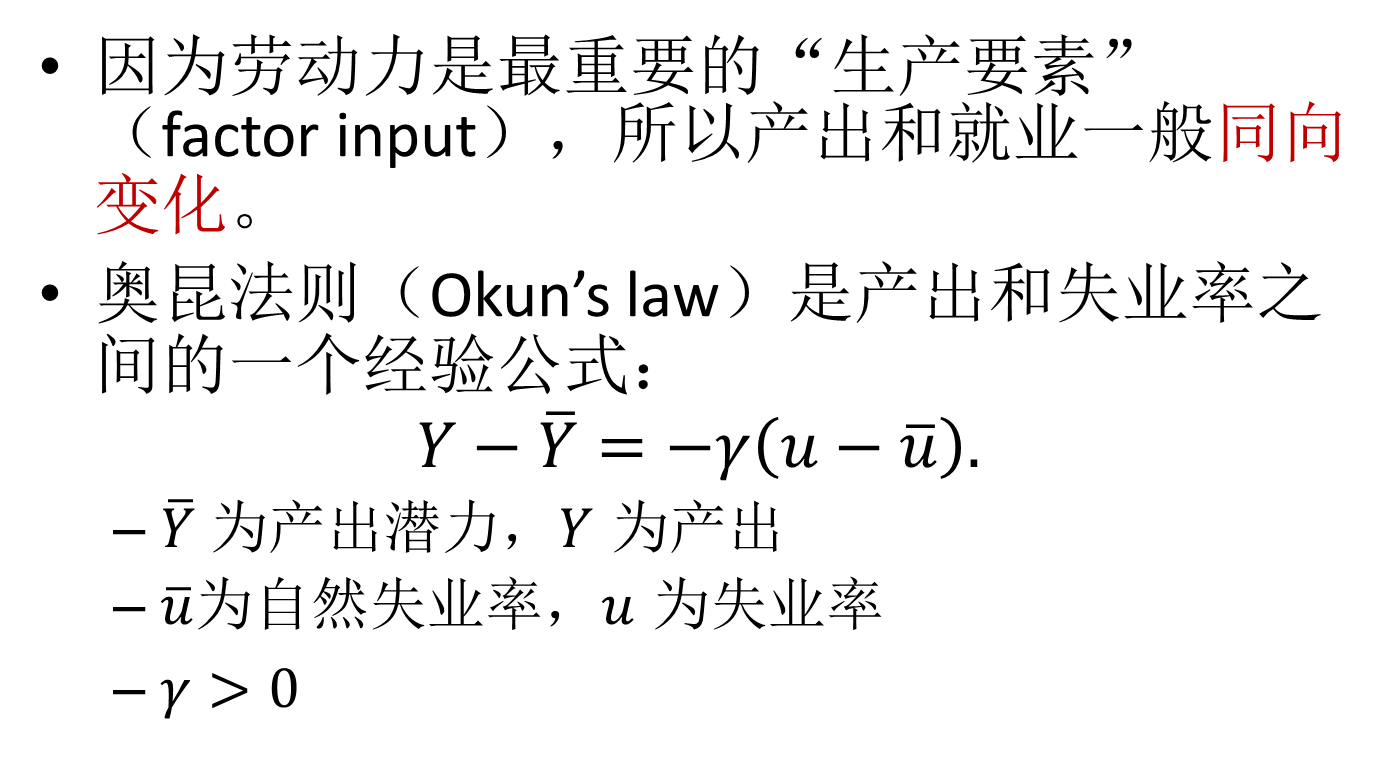 • 因为劳动力是最重要的“生产要素”
（factor input），所以产出和就业一般同向
变化。
• 奥昆法则（Okun’s law）是产出和失业率之
间的一个经验公式：
Y − Ȳ = −γ(u − ū).
– Ȳ 为产出潜力，Y 为产出
– ū为自然失业率，u 为失业率
– γ > 0